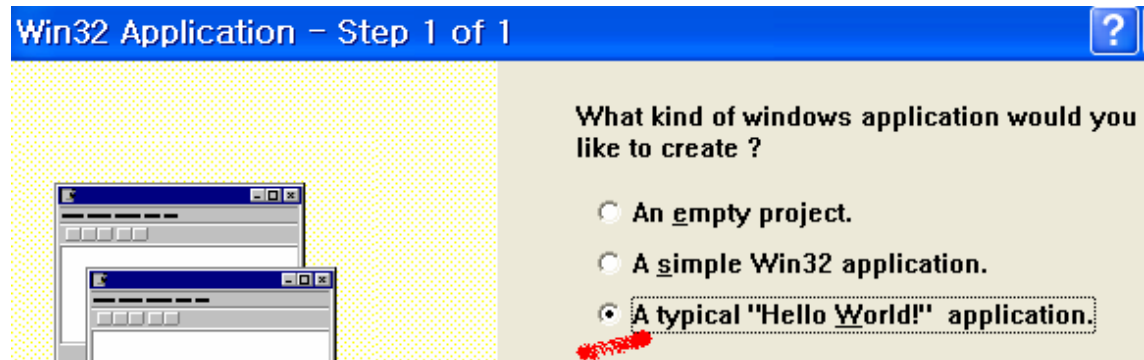 Win32 Application – Step 1 of 1
?
What kind of windows application would you
like to create ?
An empty project.
A simple Win32 application.
A typical "Hello World!"  application.